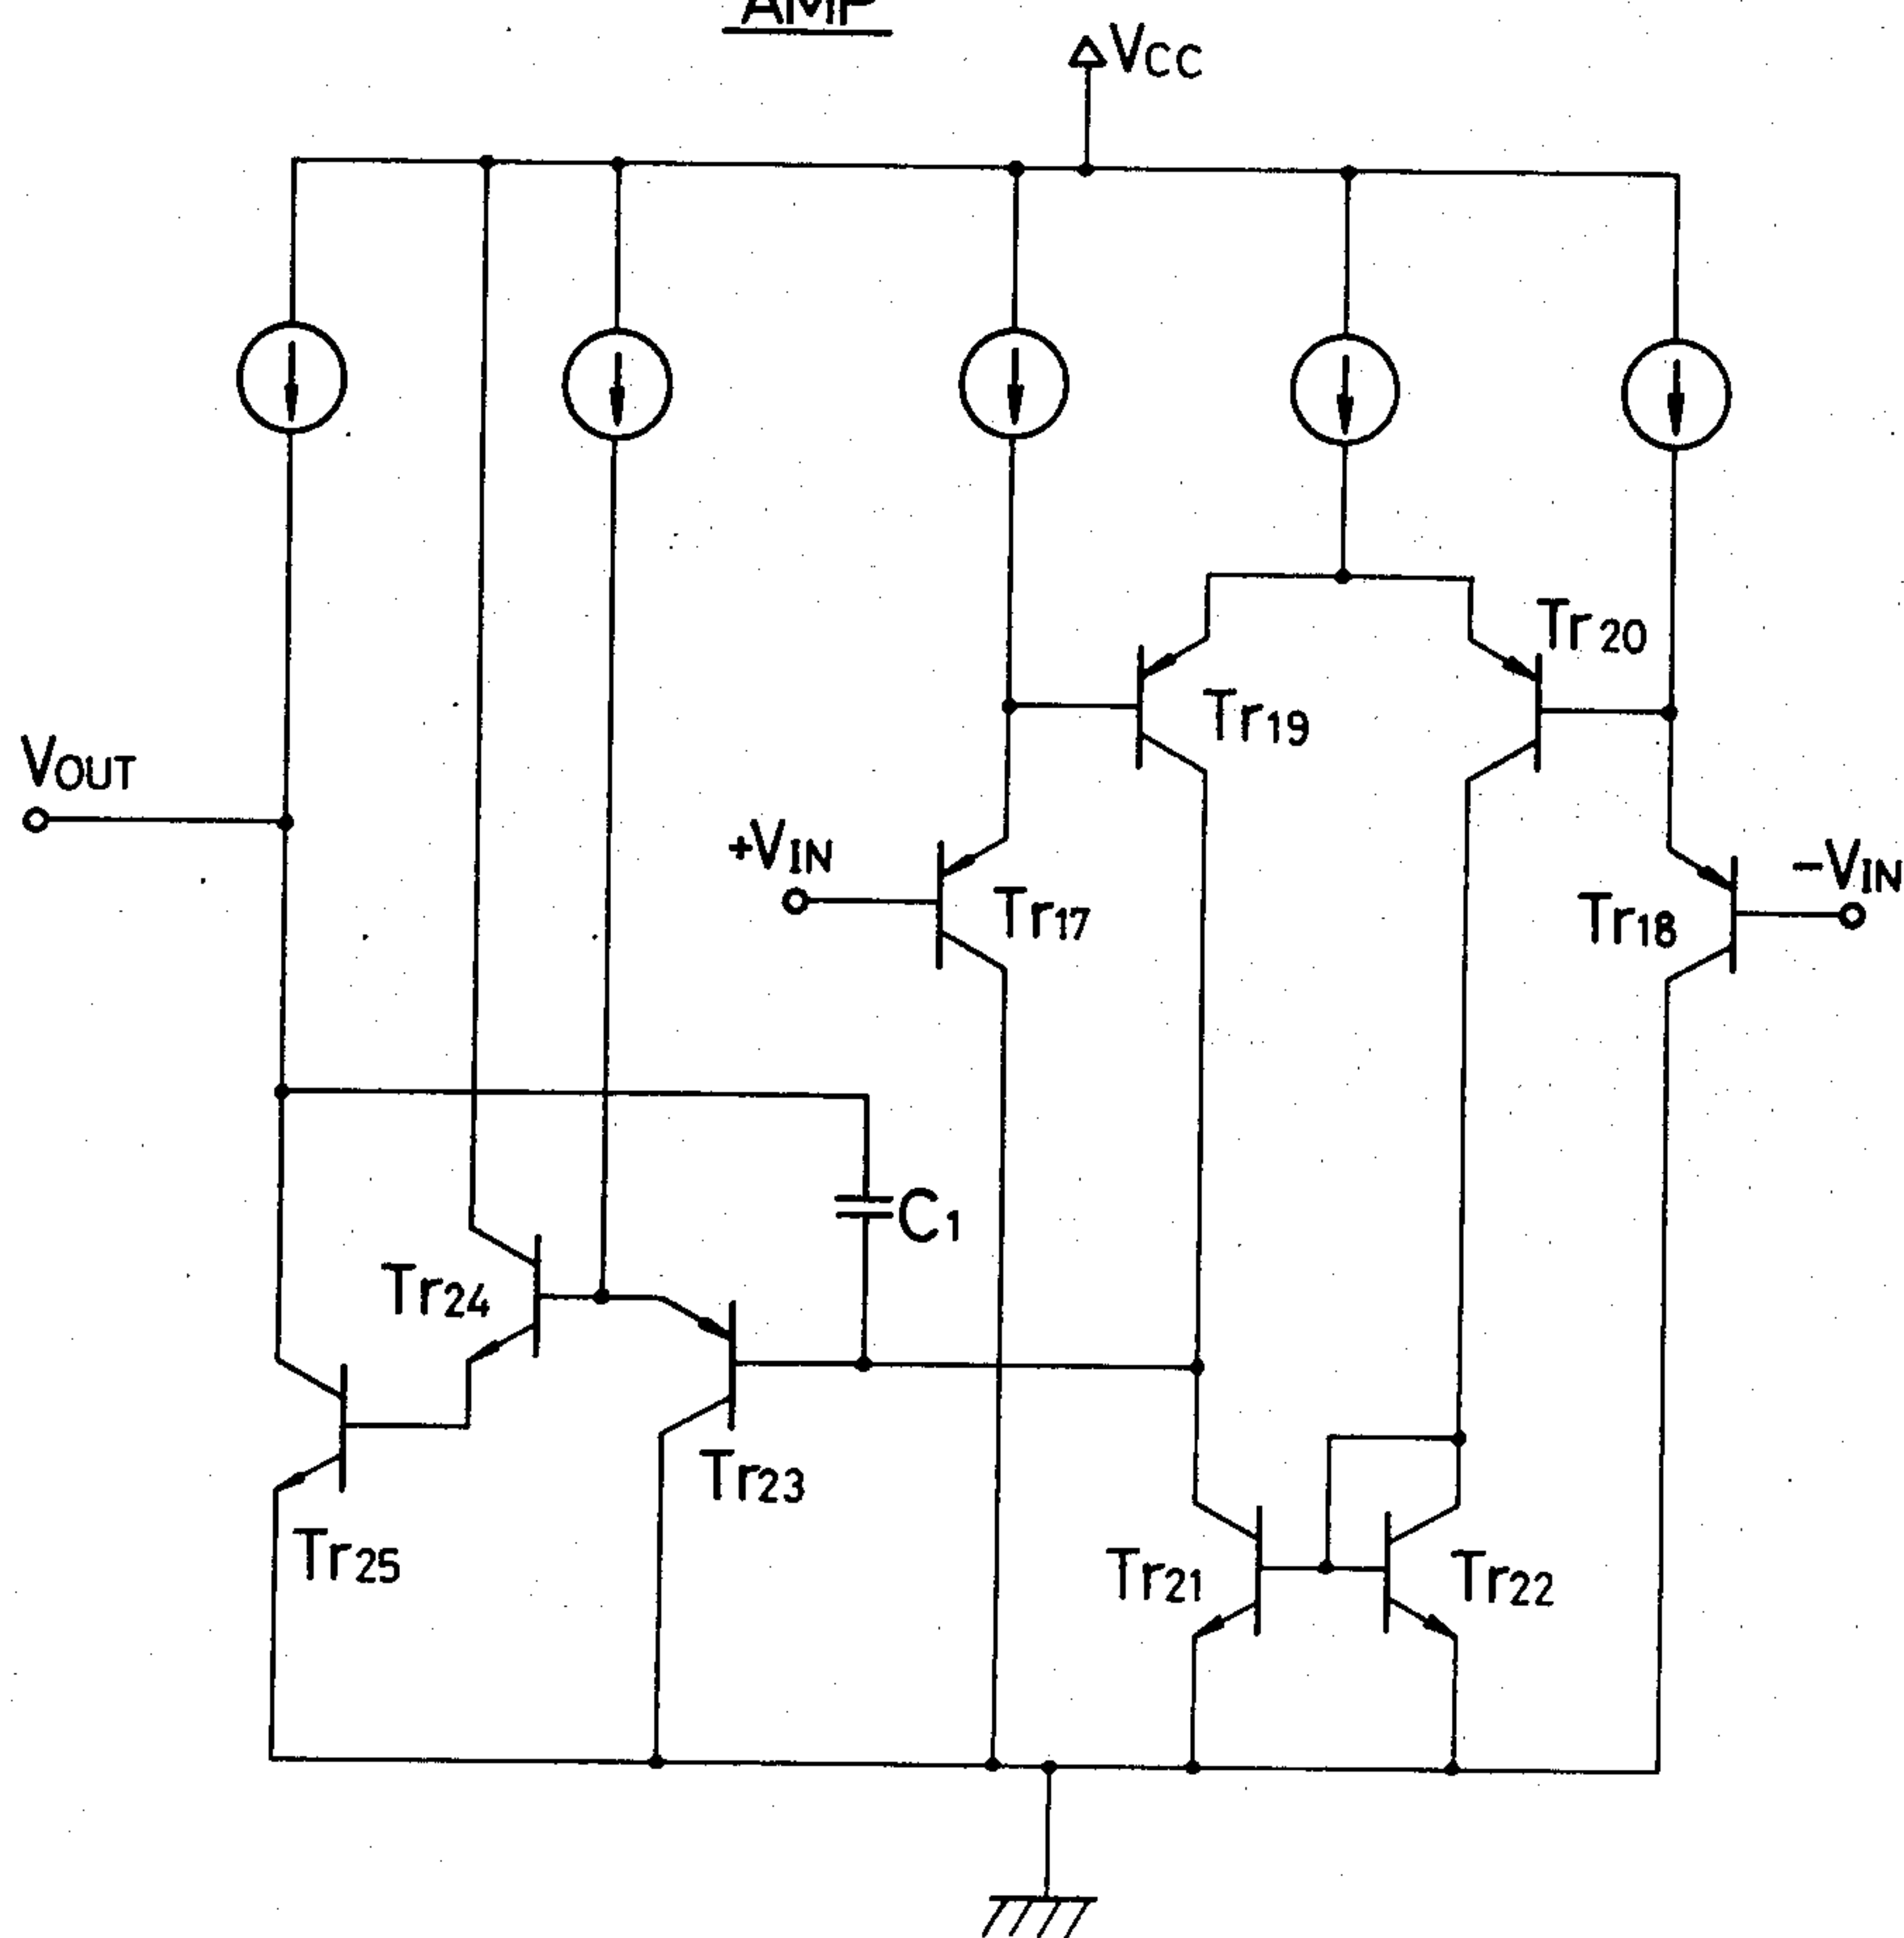 AMP
VCC
Tr20
Tr19
VOUT
+VIN
-VIN
Tr17
Tr18
C1
Tr24
Tr23
Tr25
Tr21
Tr22